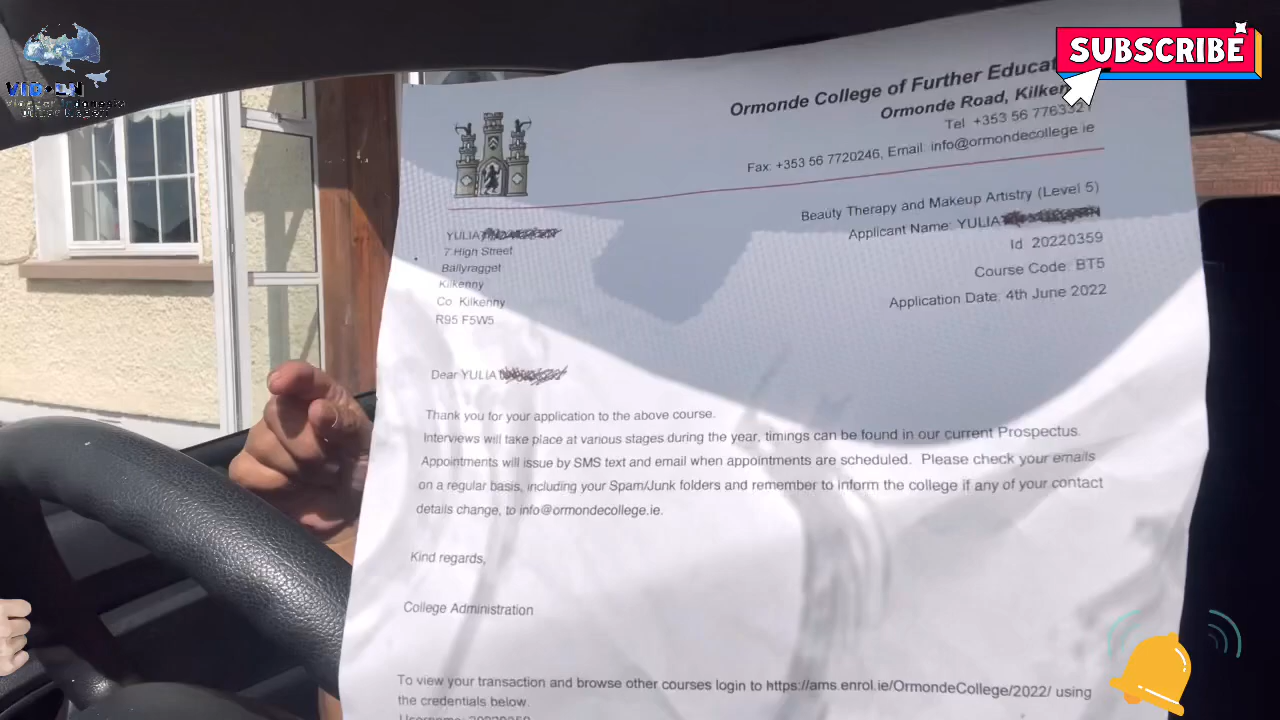 SUBSCRIBE
Ormonde College of Further
Ormonde Road,
Tel +353 56
Fax: +353 56 7720246, Email: info@ormondecollege.ie
Beauty Therapy and Makeup Artistry (Level 5)
Applicant Name: YULIA
Id 20220359
Course Code: BT5
Application Date: 4th June 2022
YULIA
7 High Street
Ballyragget
Kilkenny
Co Kilkenny
R95 F5W5
Dear YULIA
Thank you for your application to the above course.
Interviews will take place at various stages during the year, timings can be found in our current Prospectus.
Appointments will issue by SMS text and email when appointments are scheduled. Please check your emails
on a regular basis, including your Spam/Junk folders and remember to inform the college if any of your contact
details change, to info@ormondecollege.ie.
Kind regards,
College Administration
To view your transaction and browse other courses login to https://ams.enrol.ie/OrmondeCollege/2022/ using
the credentials below.